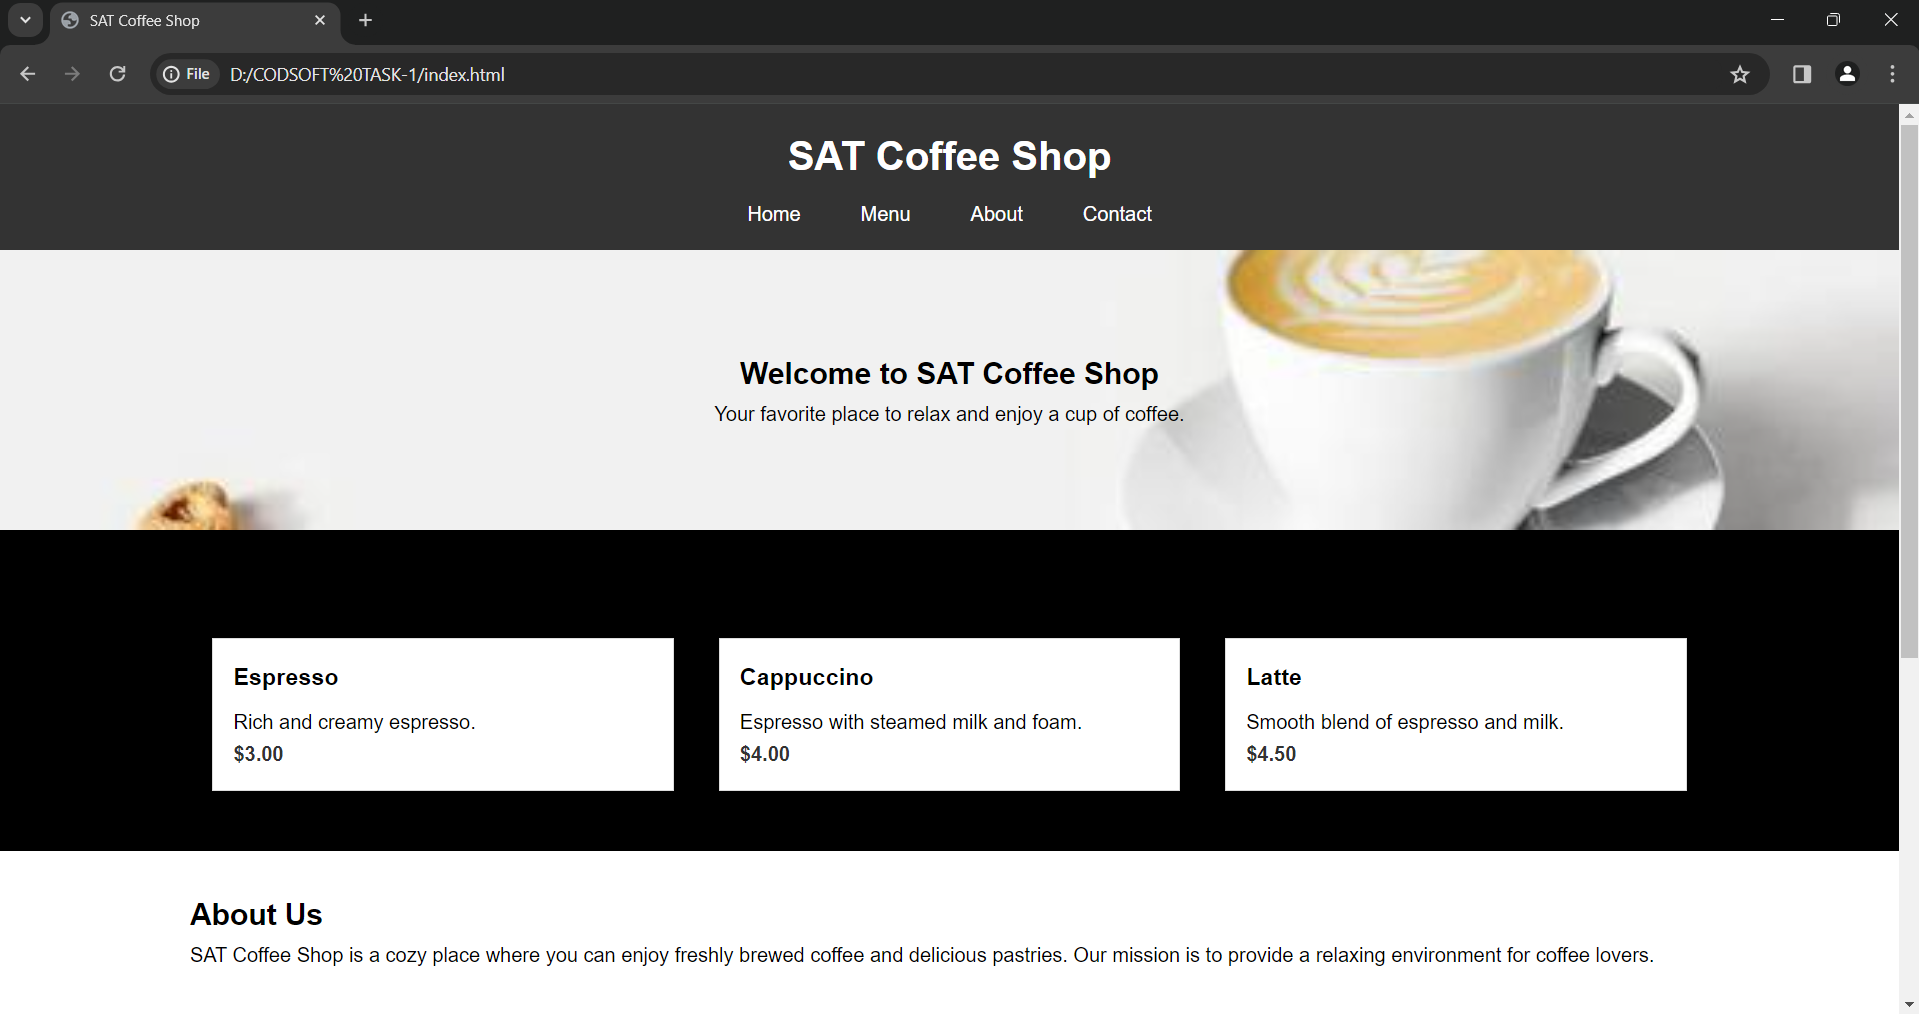 SAT Coffee Shop
File D:/CODSOFT%20TASK-1/index.html
SAT Coffee Shop
Home Menu About Contact
Welcome to SAT Coffee Shop
Your favorite place to relax and enjoy a cup of coffee.
Espresso
Rich and creamy espresso.
$3.00
Cappuccino
Espresso with steamed milk and foam.
$4.00
Latte
Smooth blend of espresso and milk.
$4.50
About Us
SAT Coffee Shop is a cozy place where you can enjoy freshly brewed coffee and delicious pastries. Our mission is to provide a relaxing environment for coffee lovers.